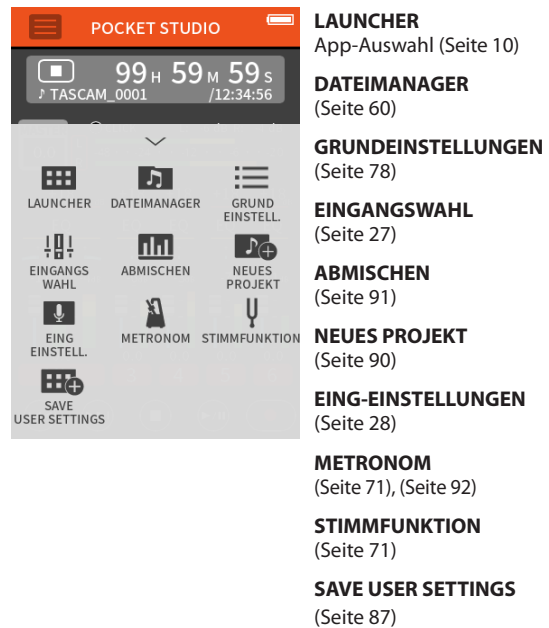 POCKET STUDIO
99 H 59 M 59 S
♪ TASCAM_0001 /12:34:56
LAUNCHER
DATEIMANAGER
GRUND
EINSTELL.
EINGANGS
WAHL
ABMISCHEN
NEUES
PROJEKT
EING
EINSTELL.
METRONOM
STIMMFUNKTION
SAVE
USER SETTINGS
LAUNCHER
App-Auswahl (Seite 10)
DATEIMANAGER
(Seite 60)
GRUNDEINSTELLUNGEN
(Seite 78)
EINGANGSWAHL
(Seite 27)
ABMISCHEN
(Seite 91)
NEUES PROJEKT
(Seite 90)
EING-EINSTELLUNGEN
(Seite 28)
METRONOM
(Seite 71), (Seite 92)
STIMMFUNKTION
(Seite 71)
SAVE USER SETTINGS
(Seite 87)